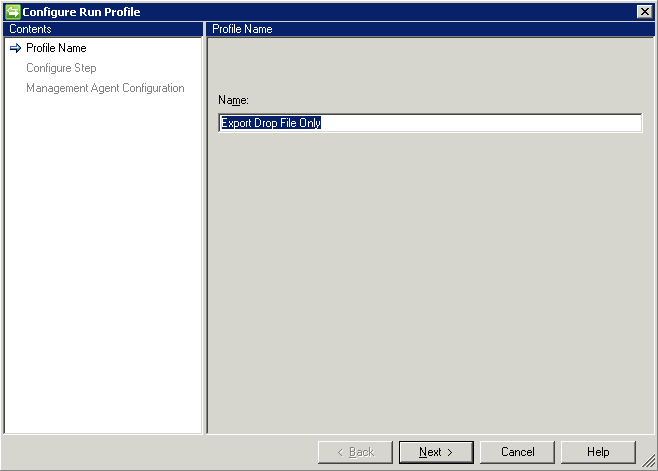 Configure Run Profile
Contents
Profile Name
Profile Name
Configure Step
Management Agent Configuration
Name:
Export Drop File Only
< Back
Next >
Cancel
Help